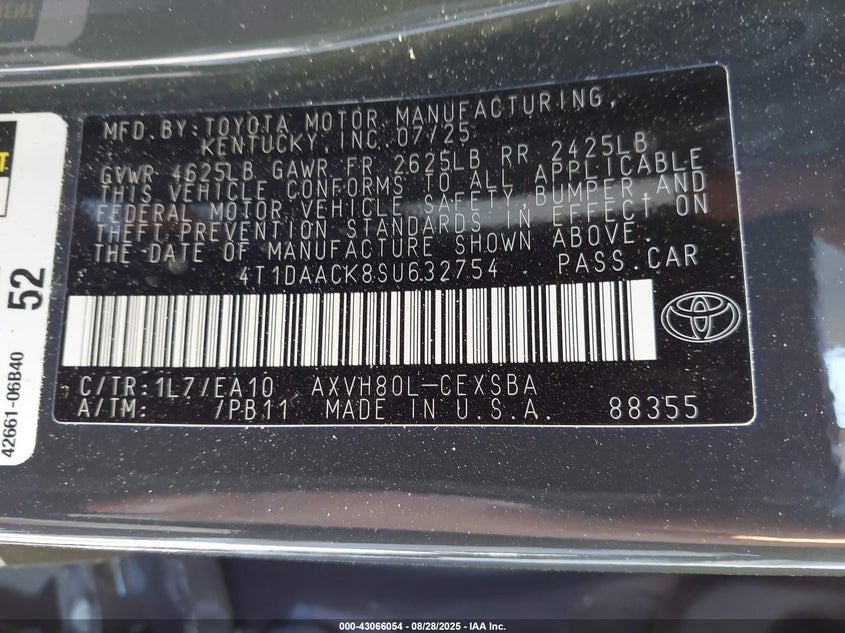 MFD.BY:TOYOTA MOTOR MANUFACTURING,
KENTUCKY, INC.07/25
GVWR 4625LB GAWR FR 2625LB RR 2425LB
THIS VEHICLE CONFORMS TO ALL APPLICABLE
FEDERAL MOTOR VEHICLE SAFETY,BUMPER AND
THEFT PREVENTION STANDARDS IN EFFECT ON
THE DATE OF MANUFACTURE SHOWN ABOVE.
4T1DAACK8SU632754 PASS.CAR
C/TR:1L7/EA10 AXVH80L-CEXSBA
A/TM: /PB11 MADE IN U.S.A. 88355
52
42661-06B40
000-43066054 / 08/28/2025 - IAA Inc.